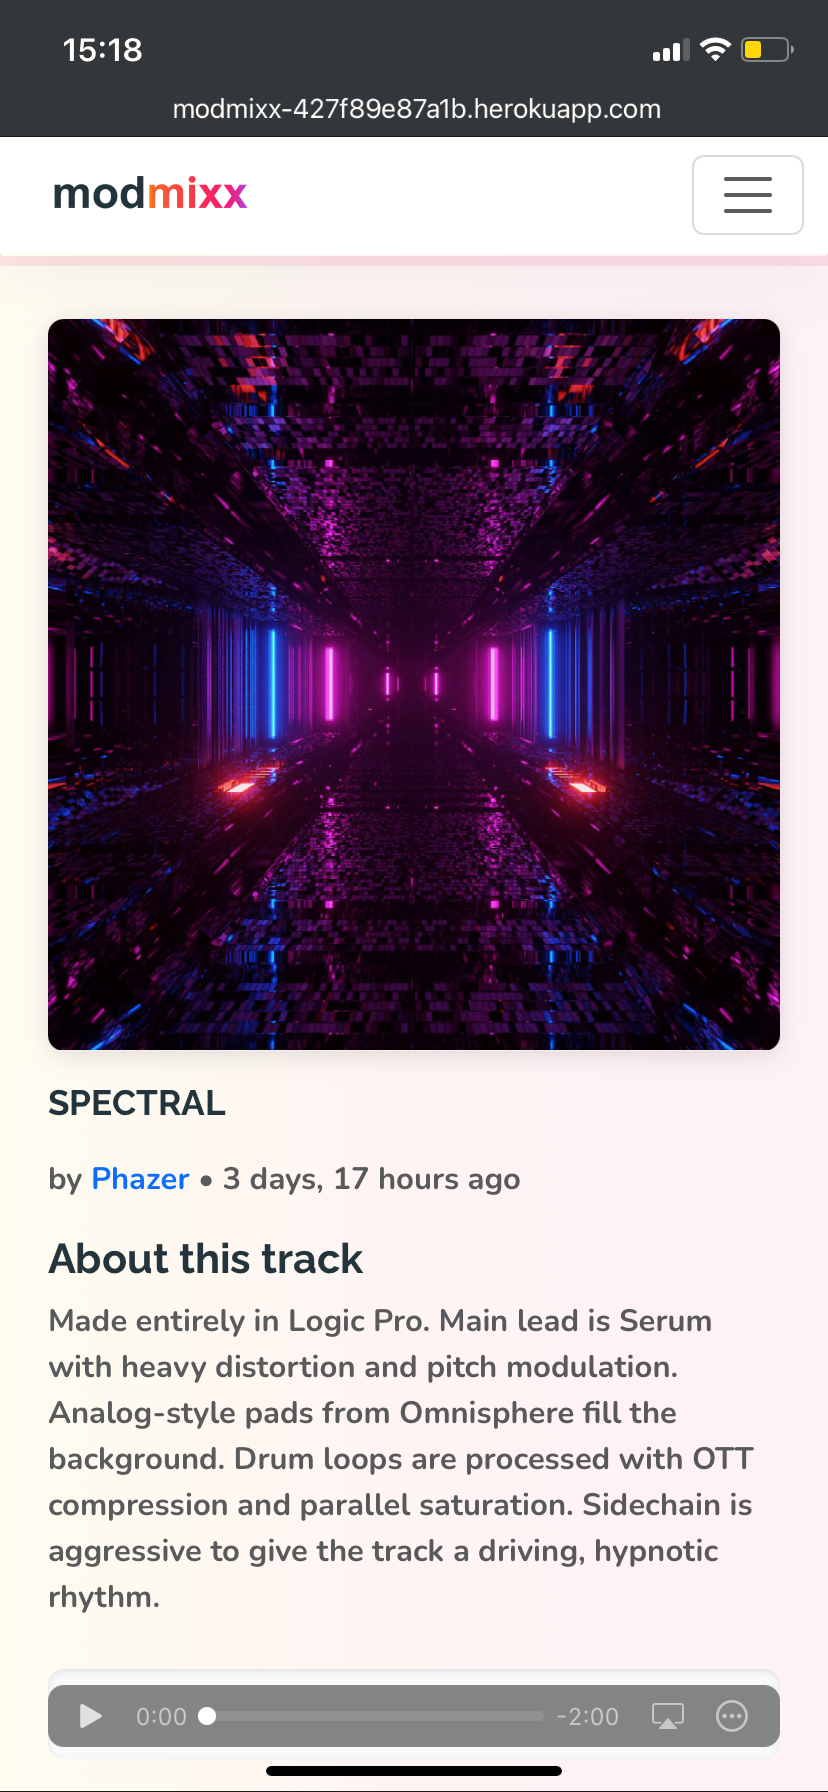 15:18
modmixx-427f89e87a1b.herokuapp.com
modmixx
SPECTRAL
by Phazer • 3 days, 17 hours ago
About this track
Made entirely in Logic Pro. Main lead is Serum
with heavy distortion and pitch modulation.
Analog-style pads from Omnisphere fill the
background. Drum loops are processed with OTT
compression and parallel saturation. Sidechain is
aggressive to give the track a driving, hypnotic
rhythm.
0:00 -2:00